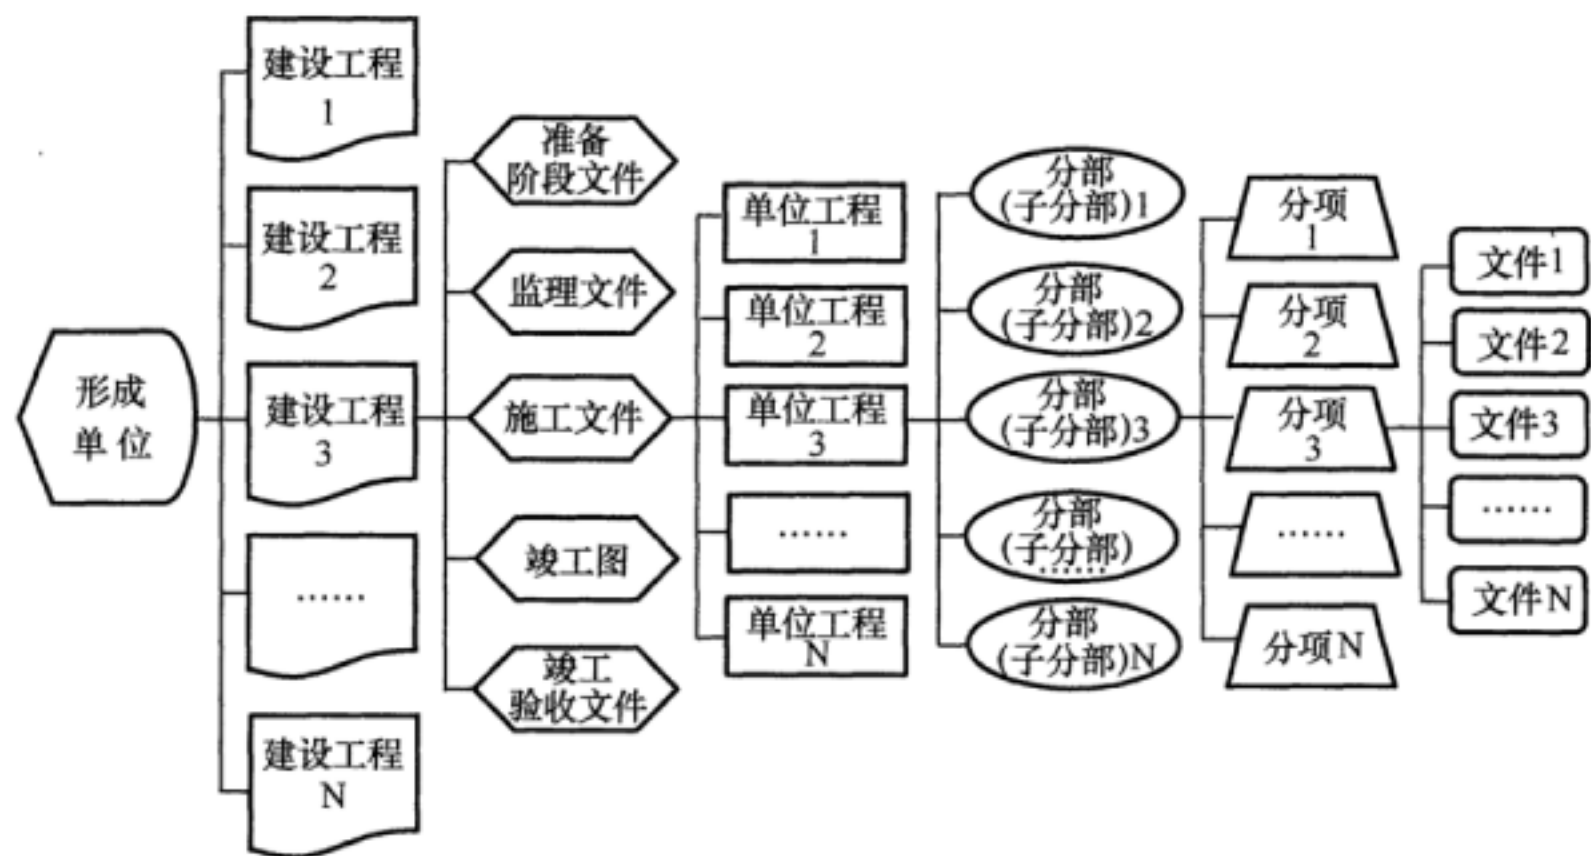 形成
单位
建设工程
1
建设工程
2
建设工程
3
……
建设工程
N
准备
阶段文件
监理文件
施工文件
竣工图
竣工
验收文件
单位工程
1
单位工程
2
单位工程
3
……
单位工程
N
分部
(子分部)1
分部
(子分部)2
分部
(子分部)3
分部
(子分部)
……
分部
(子分部)N
分项
1
分项
2
分项
3
……
分项N
文件1
文件2
文件3
……
文件N